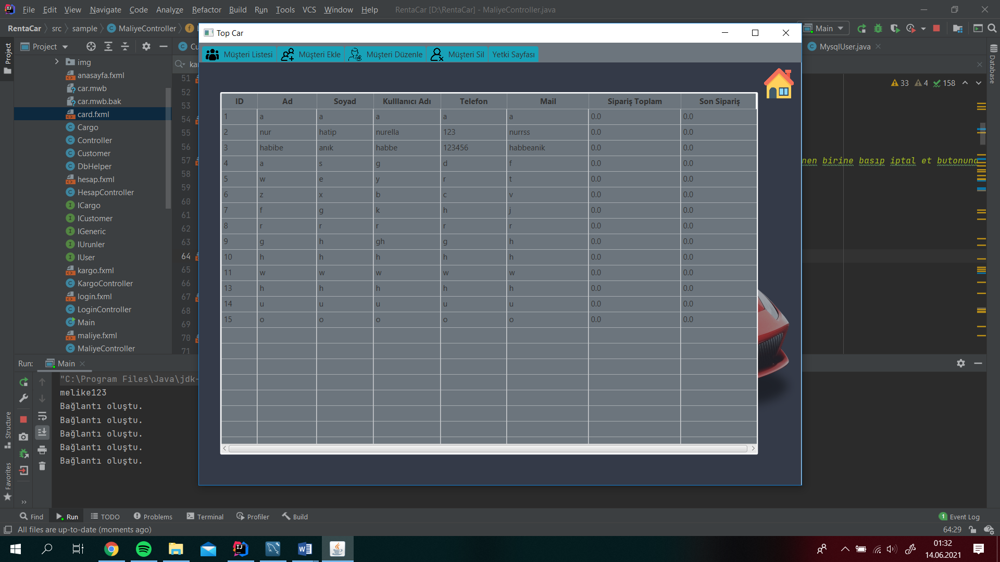 File Edit View Navigate Code Analyze Refactor Build Run Tools VCS Window Help RentaCar [D:\RentaCar] - MaliyeController.java
RentaCar src sample MaliyeController
Main
Top Car
Project
Project
MysqlUser.java
Database
Müşteri Listesi Müşteri Ekle Müşteri Düzenle Müşteri Sil Yetki Sayfası
33 4 158
img
anasayfa.fxml
car.mwb
car.mwb.bak
card.fxml
Cargo
Controller
Customer
DbHelper
hesap.fxml
HesapController
ICargo
ICustomer
IGeneric
IUrunler
IUser
kargo.fxml
KargoController
login.fxml
LoginController
Main
maliye.fxml
MaliyeController
51
52
53
54
55
56
57
58
59
60
61
62
63
64
65
66
67
68
69
70
71
nen birine basıp iptal et butonuna
ID Ad Soyad Kulllanıcı Adı Telefon Mail Sipariş Toplam Son Sipariş
1 a a a a a 0.0 0.0
2 nur hatip nurella 123 nurrss 0.0 0.0
3 habibe anık habbe 123456 habbeanik 0.0 0.0
4 a s g d f 0.0 0.0
5 w e y r t 0.0 0.0
6 z x b c v 0.0 0.0
7 f g k h j 0.0 0.0
8 r r r r r 0.0 0.0
9 g h gh g h 0.0 0.0
10 h h h h h 0.0 0.0
11 w w w w w 0.0 0.0
13 h h h h h 0.0 0.0
14 u u u u u 0.0 0.0
15 o o o o o 0.0 0.0
Run: Main
"C:\Program Files\Java\jdk-
melike123
Bağlantı oluştu.
Bağlantı oluştu.
Bağlantı oluştu.
Bağlantı oluştu.
Bağlantı oluştu.
Structure
Favorites
Find Run TODO Problems Terminal Profiler Build
1 Event Log
All files are up-to-date (moments ago)
64:29
01:32
14.06.2021